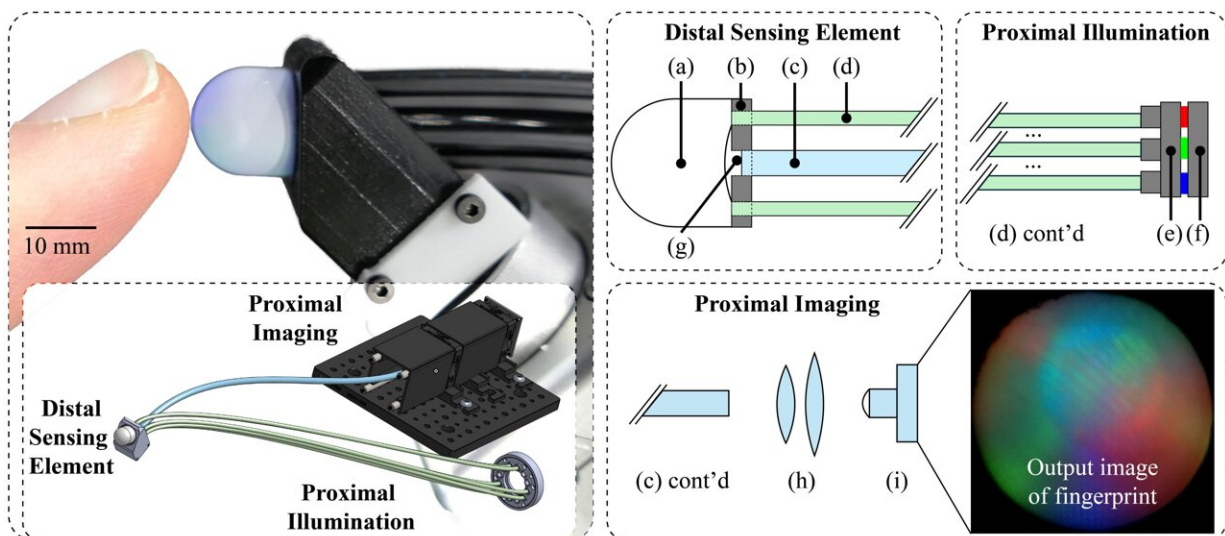 10 mm
Proximal
Imaging
Distal
Sensing
Element
Proximal
Illumination
Distal Sensing Element
(a)
(b)
(c)
(d)
(g)
Proximal Illumination
...
...
(d) cont'd
(e)
(f)
Proximal Imaging
(c) cont'd
(h)
(i)
Output image
of fingerprint